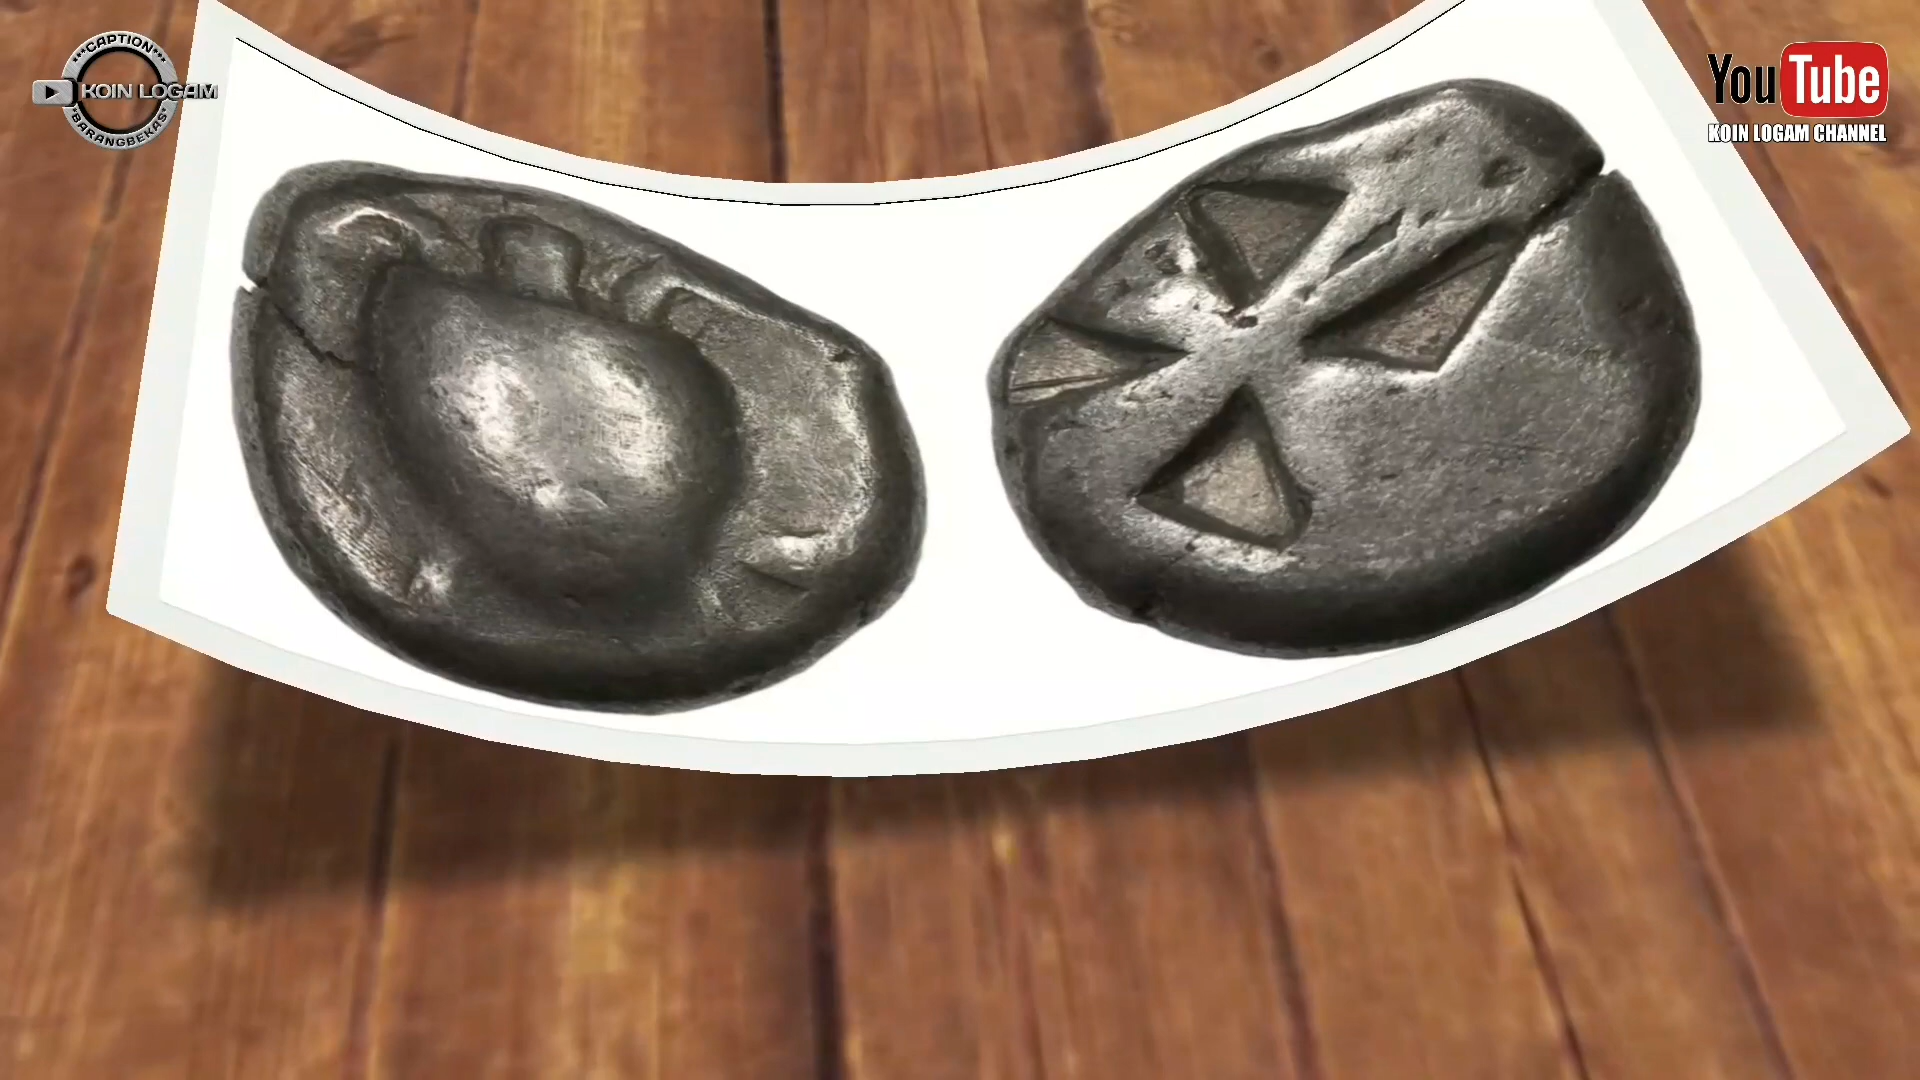 ***CAPTION***
KOIN LOGAM
*BARANGBEKAS*
YouTube
KOIN LOGAM CHANNEL